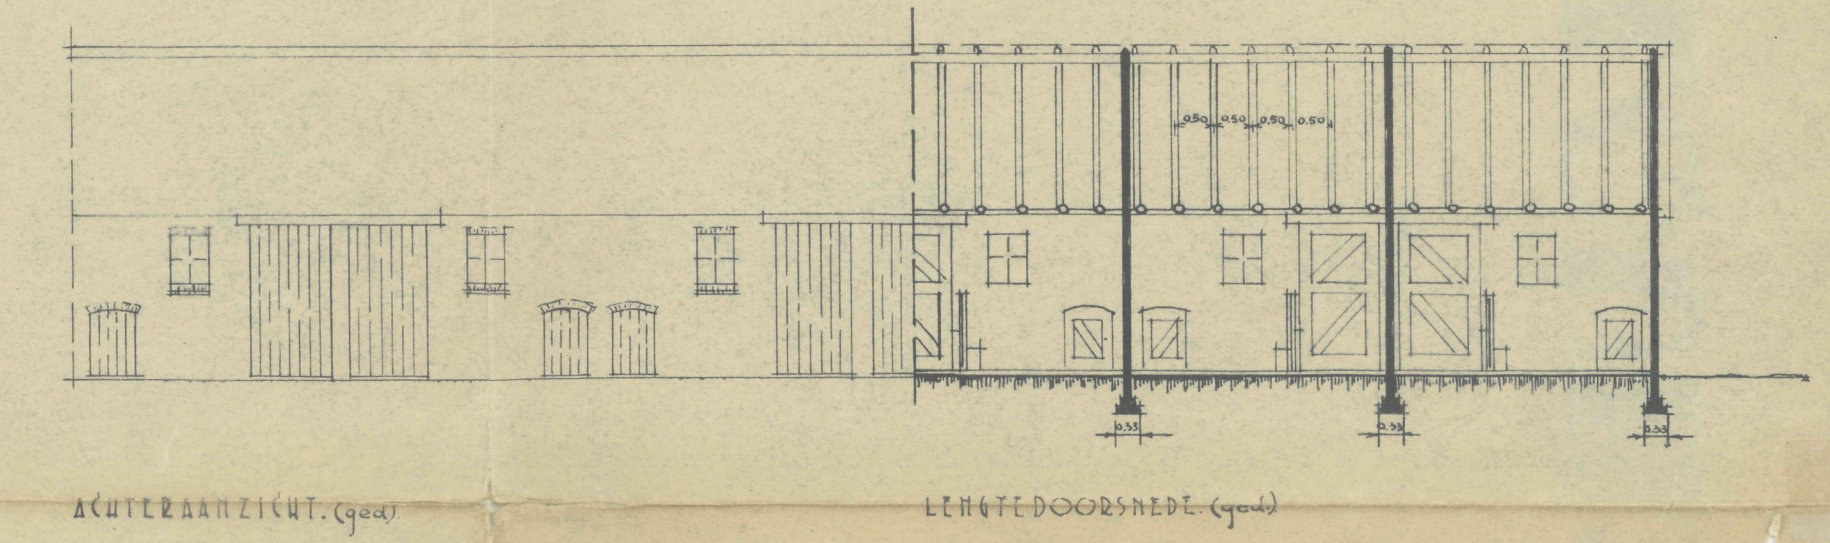 0.50 0.50 0.50 0.50
0.33 0.33 0.33
ACHTERAANZICHT. (ged)
LENGTEDOORSNEDE. (ged.)